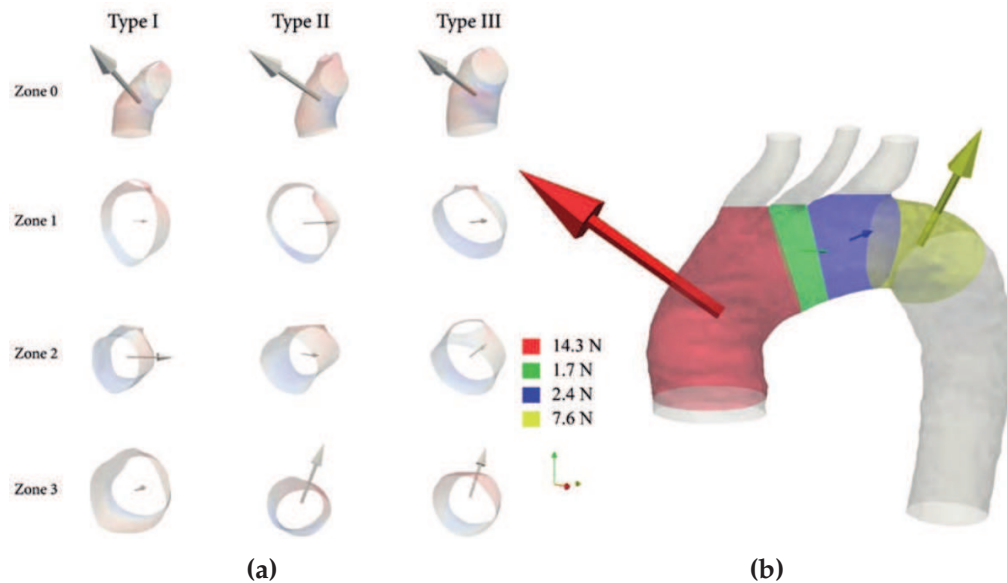 Type I Type II Type III
Zone 0
Zone 1
Zone 2
Zone 3
14.3 N
1.7 N
2.4 N
7.6 N
(a) (b)